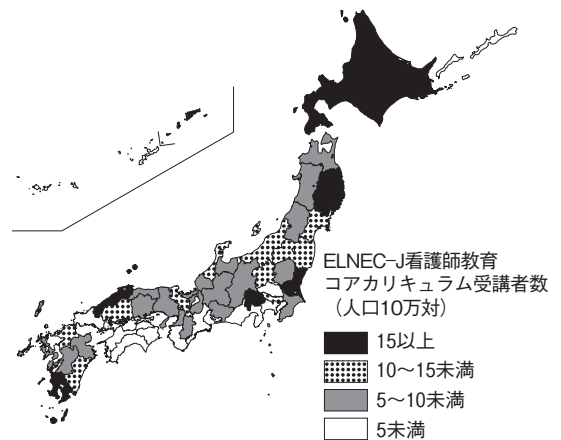 ELNEC-J看護師教育
コアカリキュラム受講者数
（人口10万対）
15以上
10〜15未満
5〜10未満
5未満